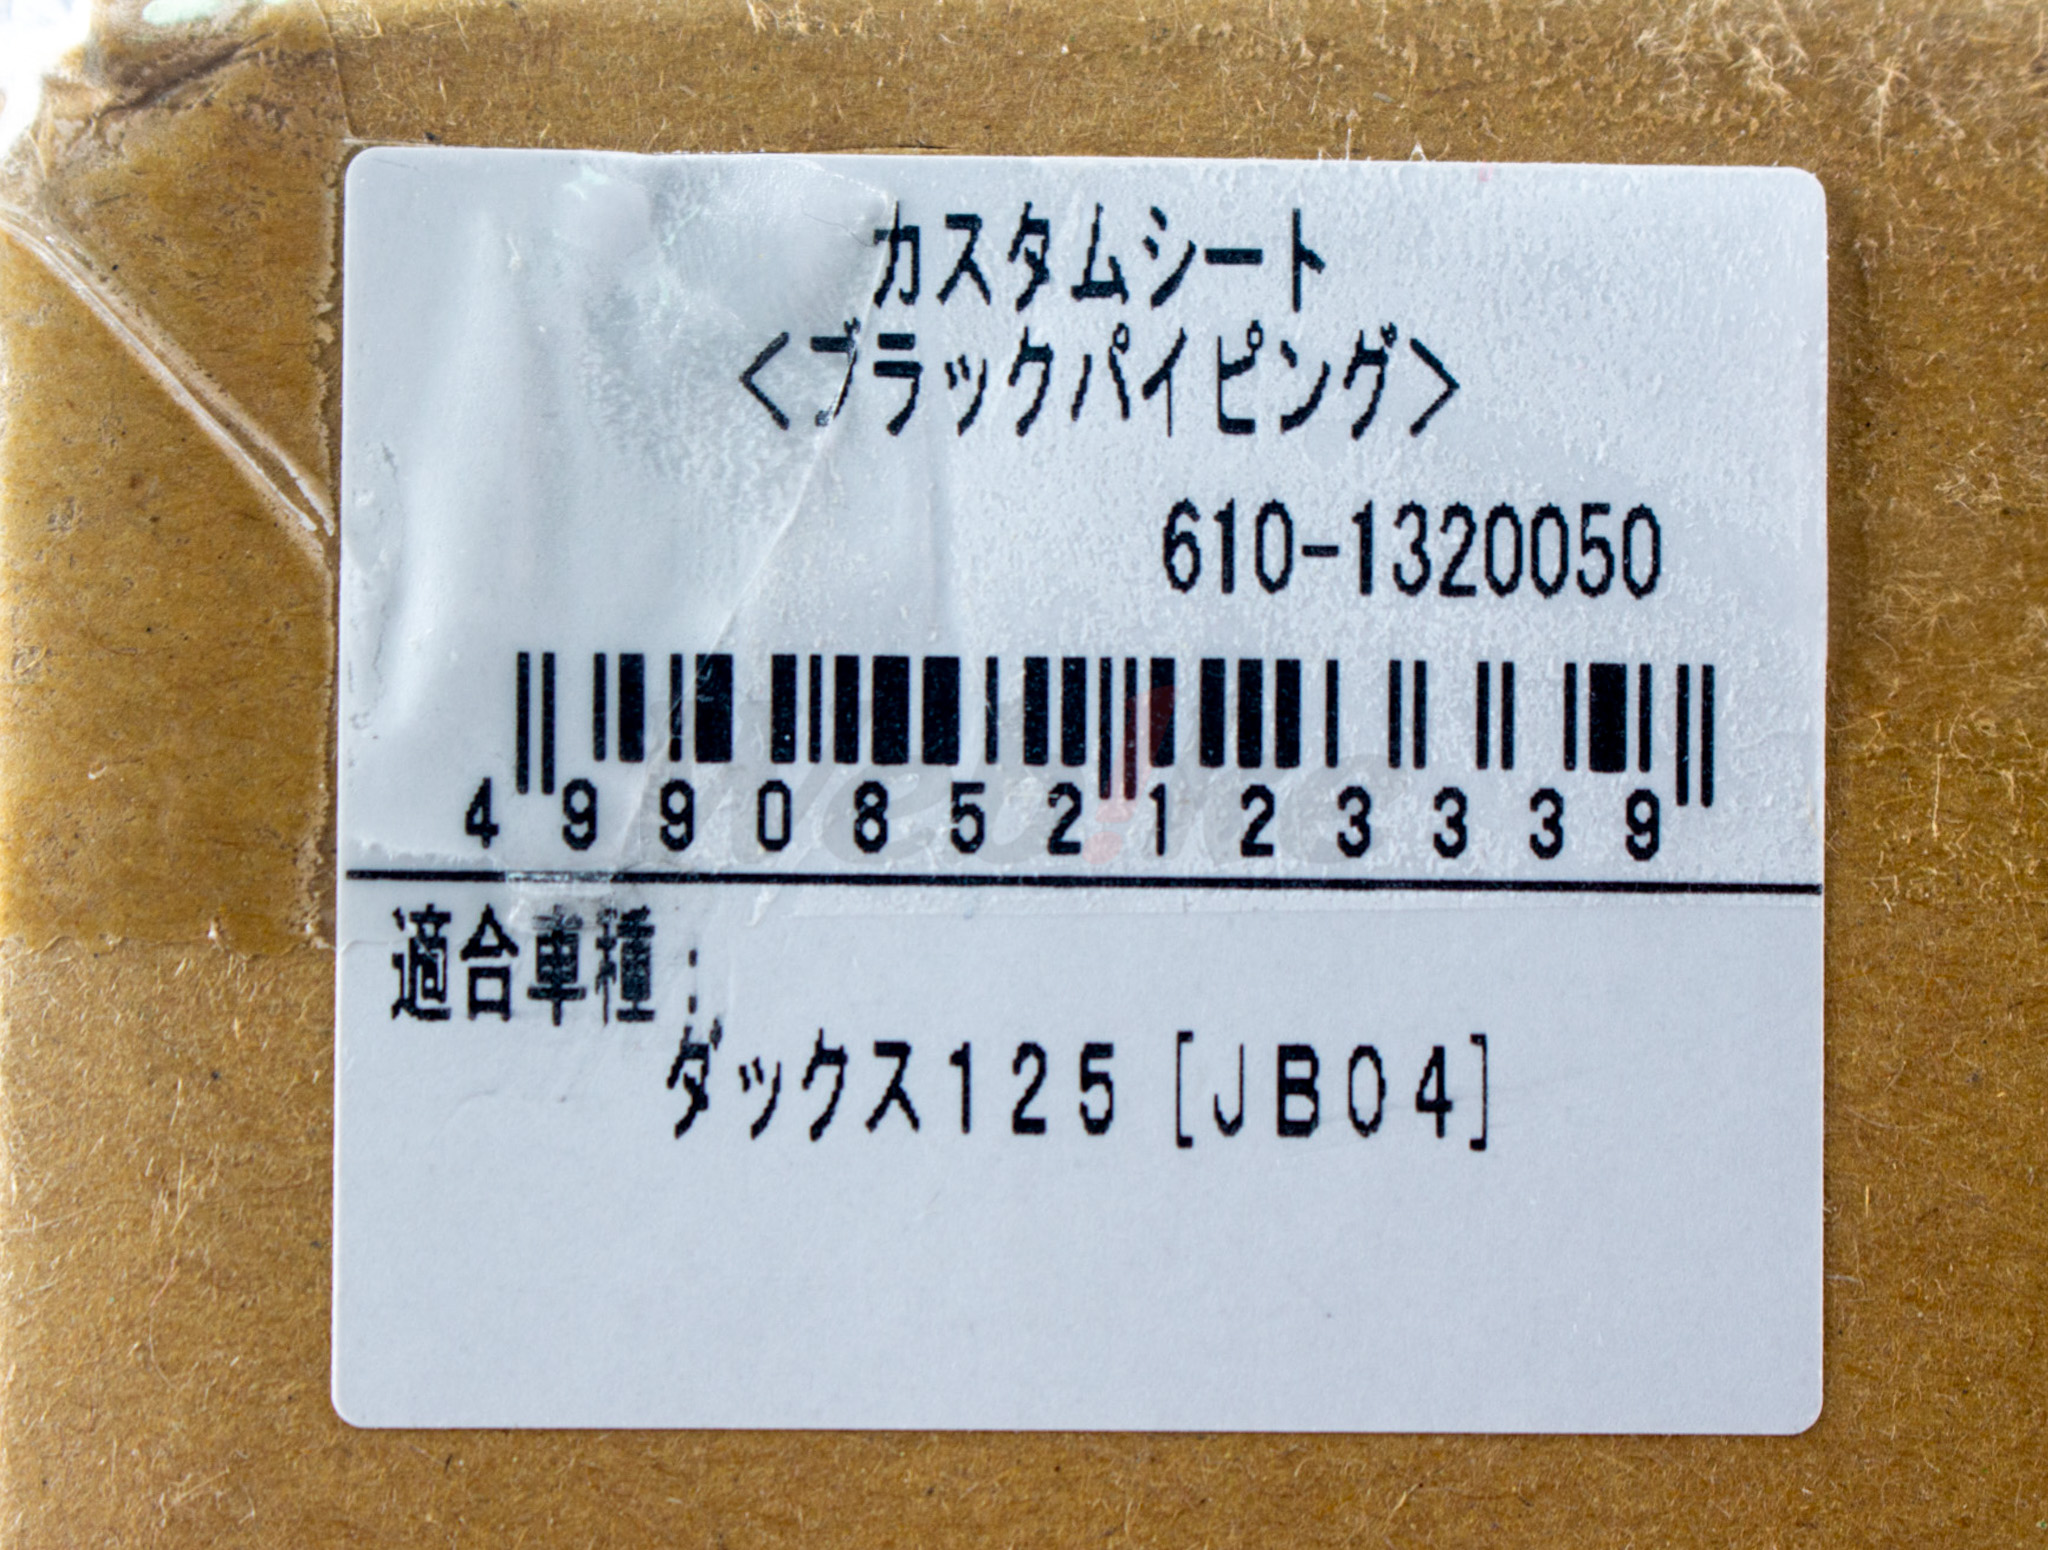 カスタムシート
<ブラックパイピング>
610-1320050
4990852123339
適合車種:
ダックス125[JB04]
Webike